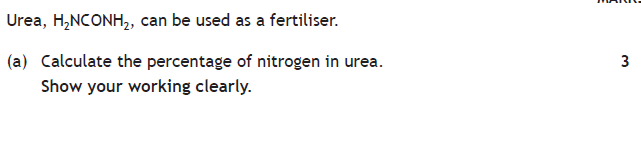 Urea, H₂NCONH₂, can be used as a fertiliser.
(a) Calculate the percentage of nitrogen in urea. 3
Show your working clearly.